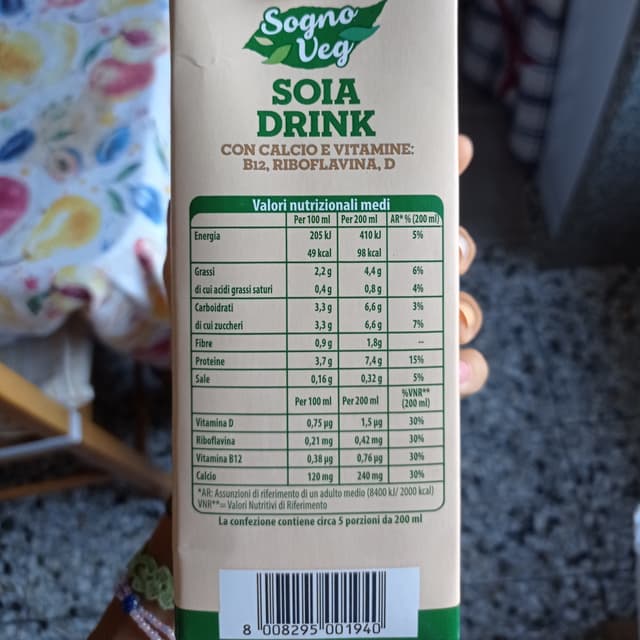 Sogno
Veg
SOIA
DRINK
CON CALCIO E VITAMINE:
B12, RIBOFLAVINA, D
Valori nutrizionali medi
Per 100 ml Per 200 ml AR* % (200 ml)
Energia 205 kJ 410 kJ 5%
49 kcal 98 kcal
Grassi 2,2 g 4,4 g 6%
di cui acidi grassi saturi 0,4 g 0,8 g 4%
Carboidrati 3,3 g 6,6 g 3%
di cui zuccheri 3,3 g 6,6 g 7%
Fibre 0,9 g 1,8g --
Proteine 3,7 g 7,4 g 15%
Sale 0,16 g 0,32 g 5%
Per 100 ml Per 200 ml %VNR** (200 ml)
Vitamina D 0,75 µg 1,5 µg 30%
Riboflavina 0,21 mg 0,42 mg 30%
Vitamina B12 0,38 µg 0,76 µg 30%
Calcio 120 mg 240 mg 30%
*AR: Assunzioni di riferimento di un adulto medio (8400 kJ/ 2000 kcal)
VNR**= Valori Nutritivi di Riferimento
La confezione contiene circa 5 porzioni da 200 ml
8 008295 001940